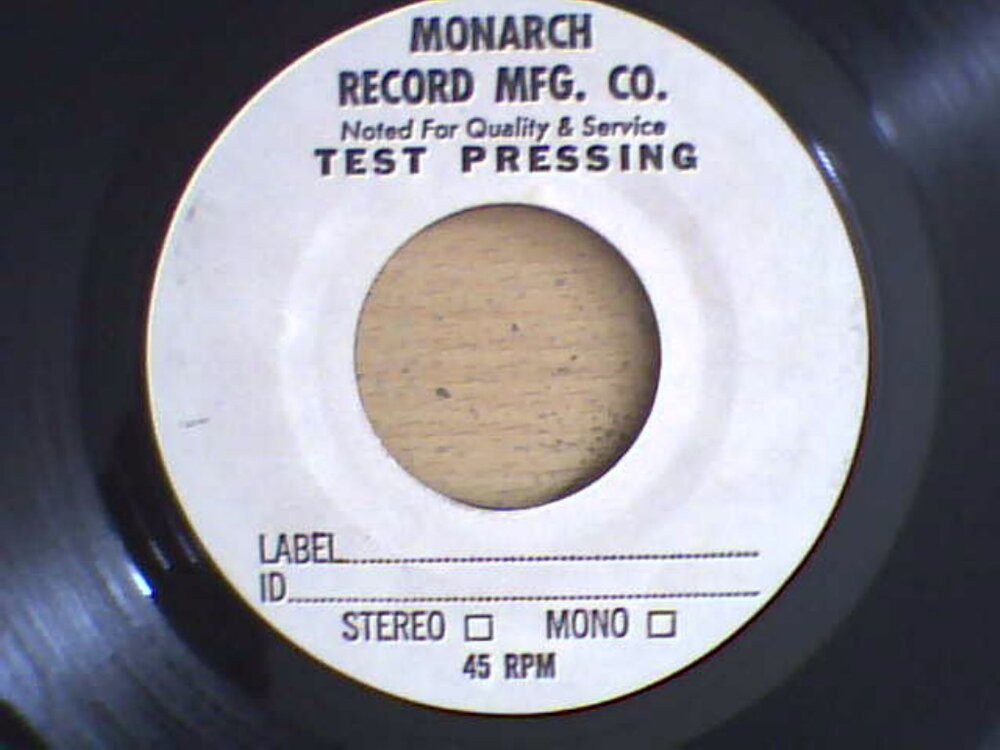 MONARCH
RECORD MFG. CO.
Noted For Quality & Service
TEST PRESSING
LABEL
ID
STEREO □ MONO □
45 RPM